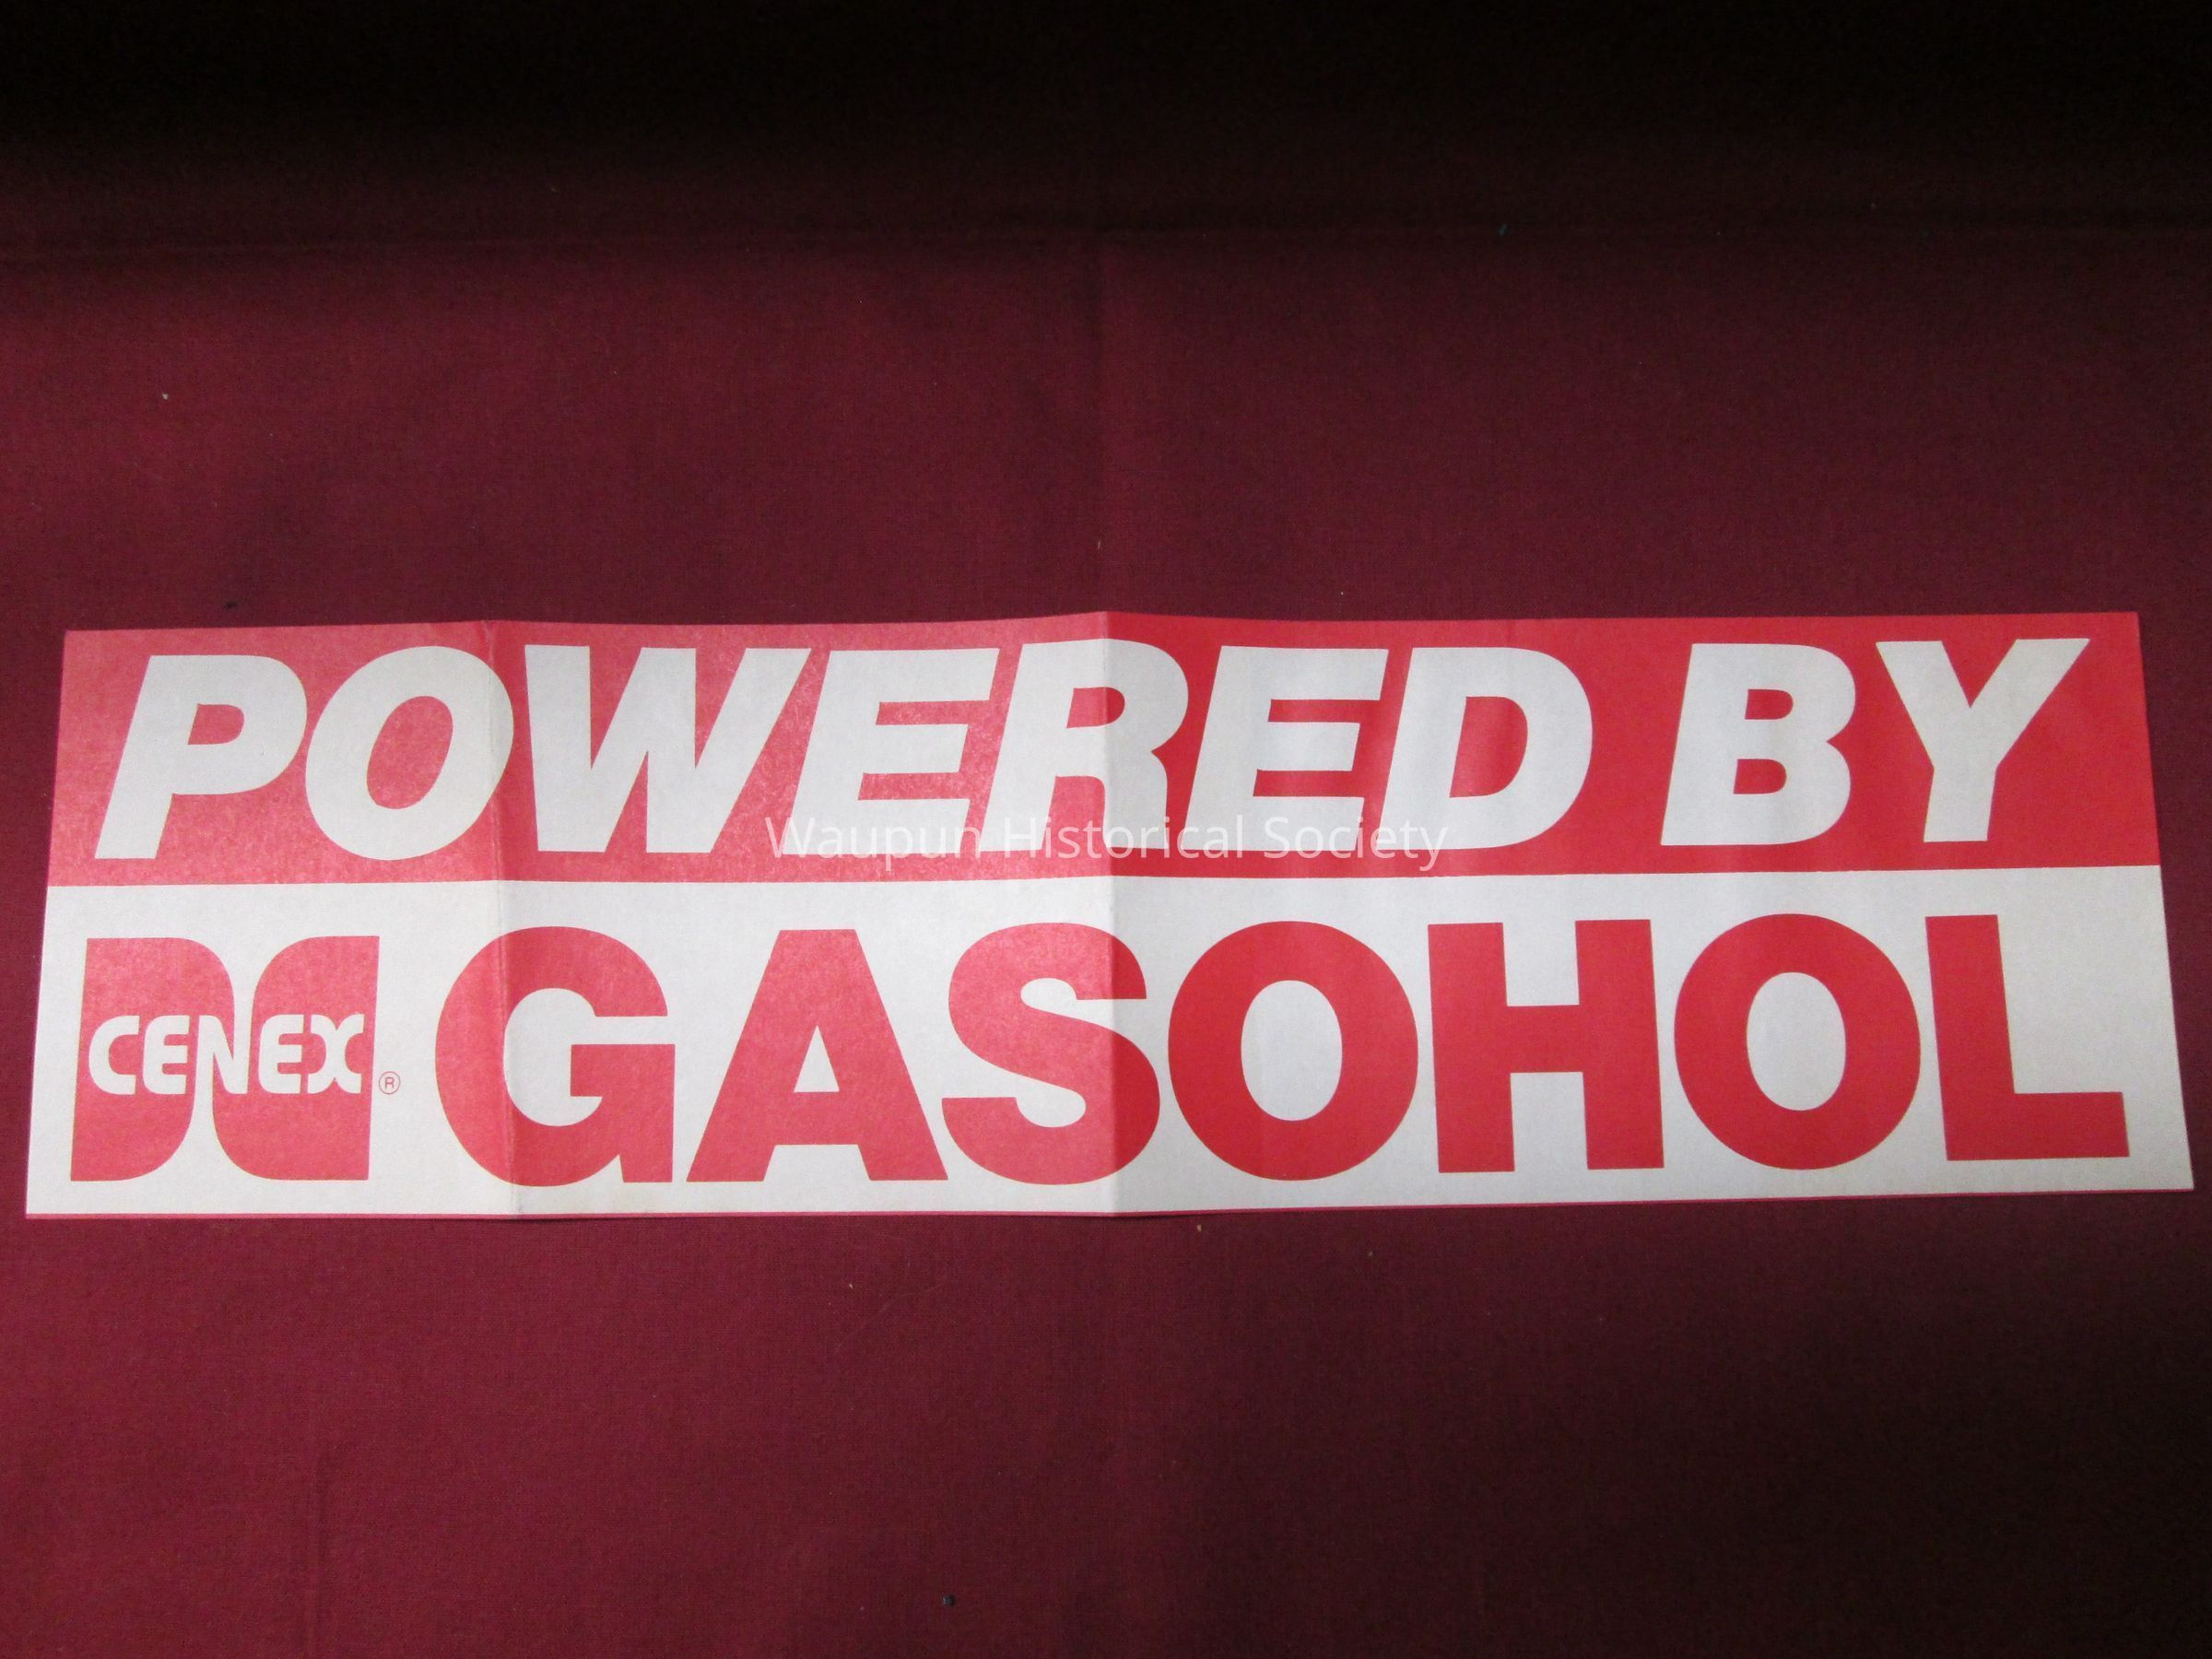 POWERED BY
Waupun Historical Society
CENEX® GASOHOL